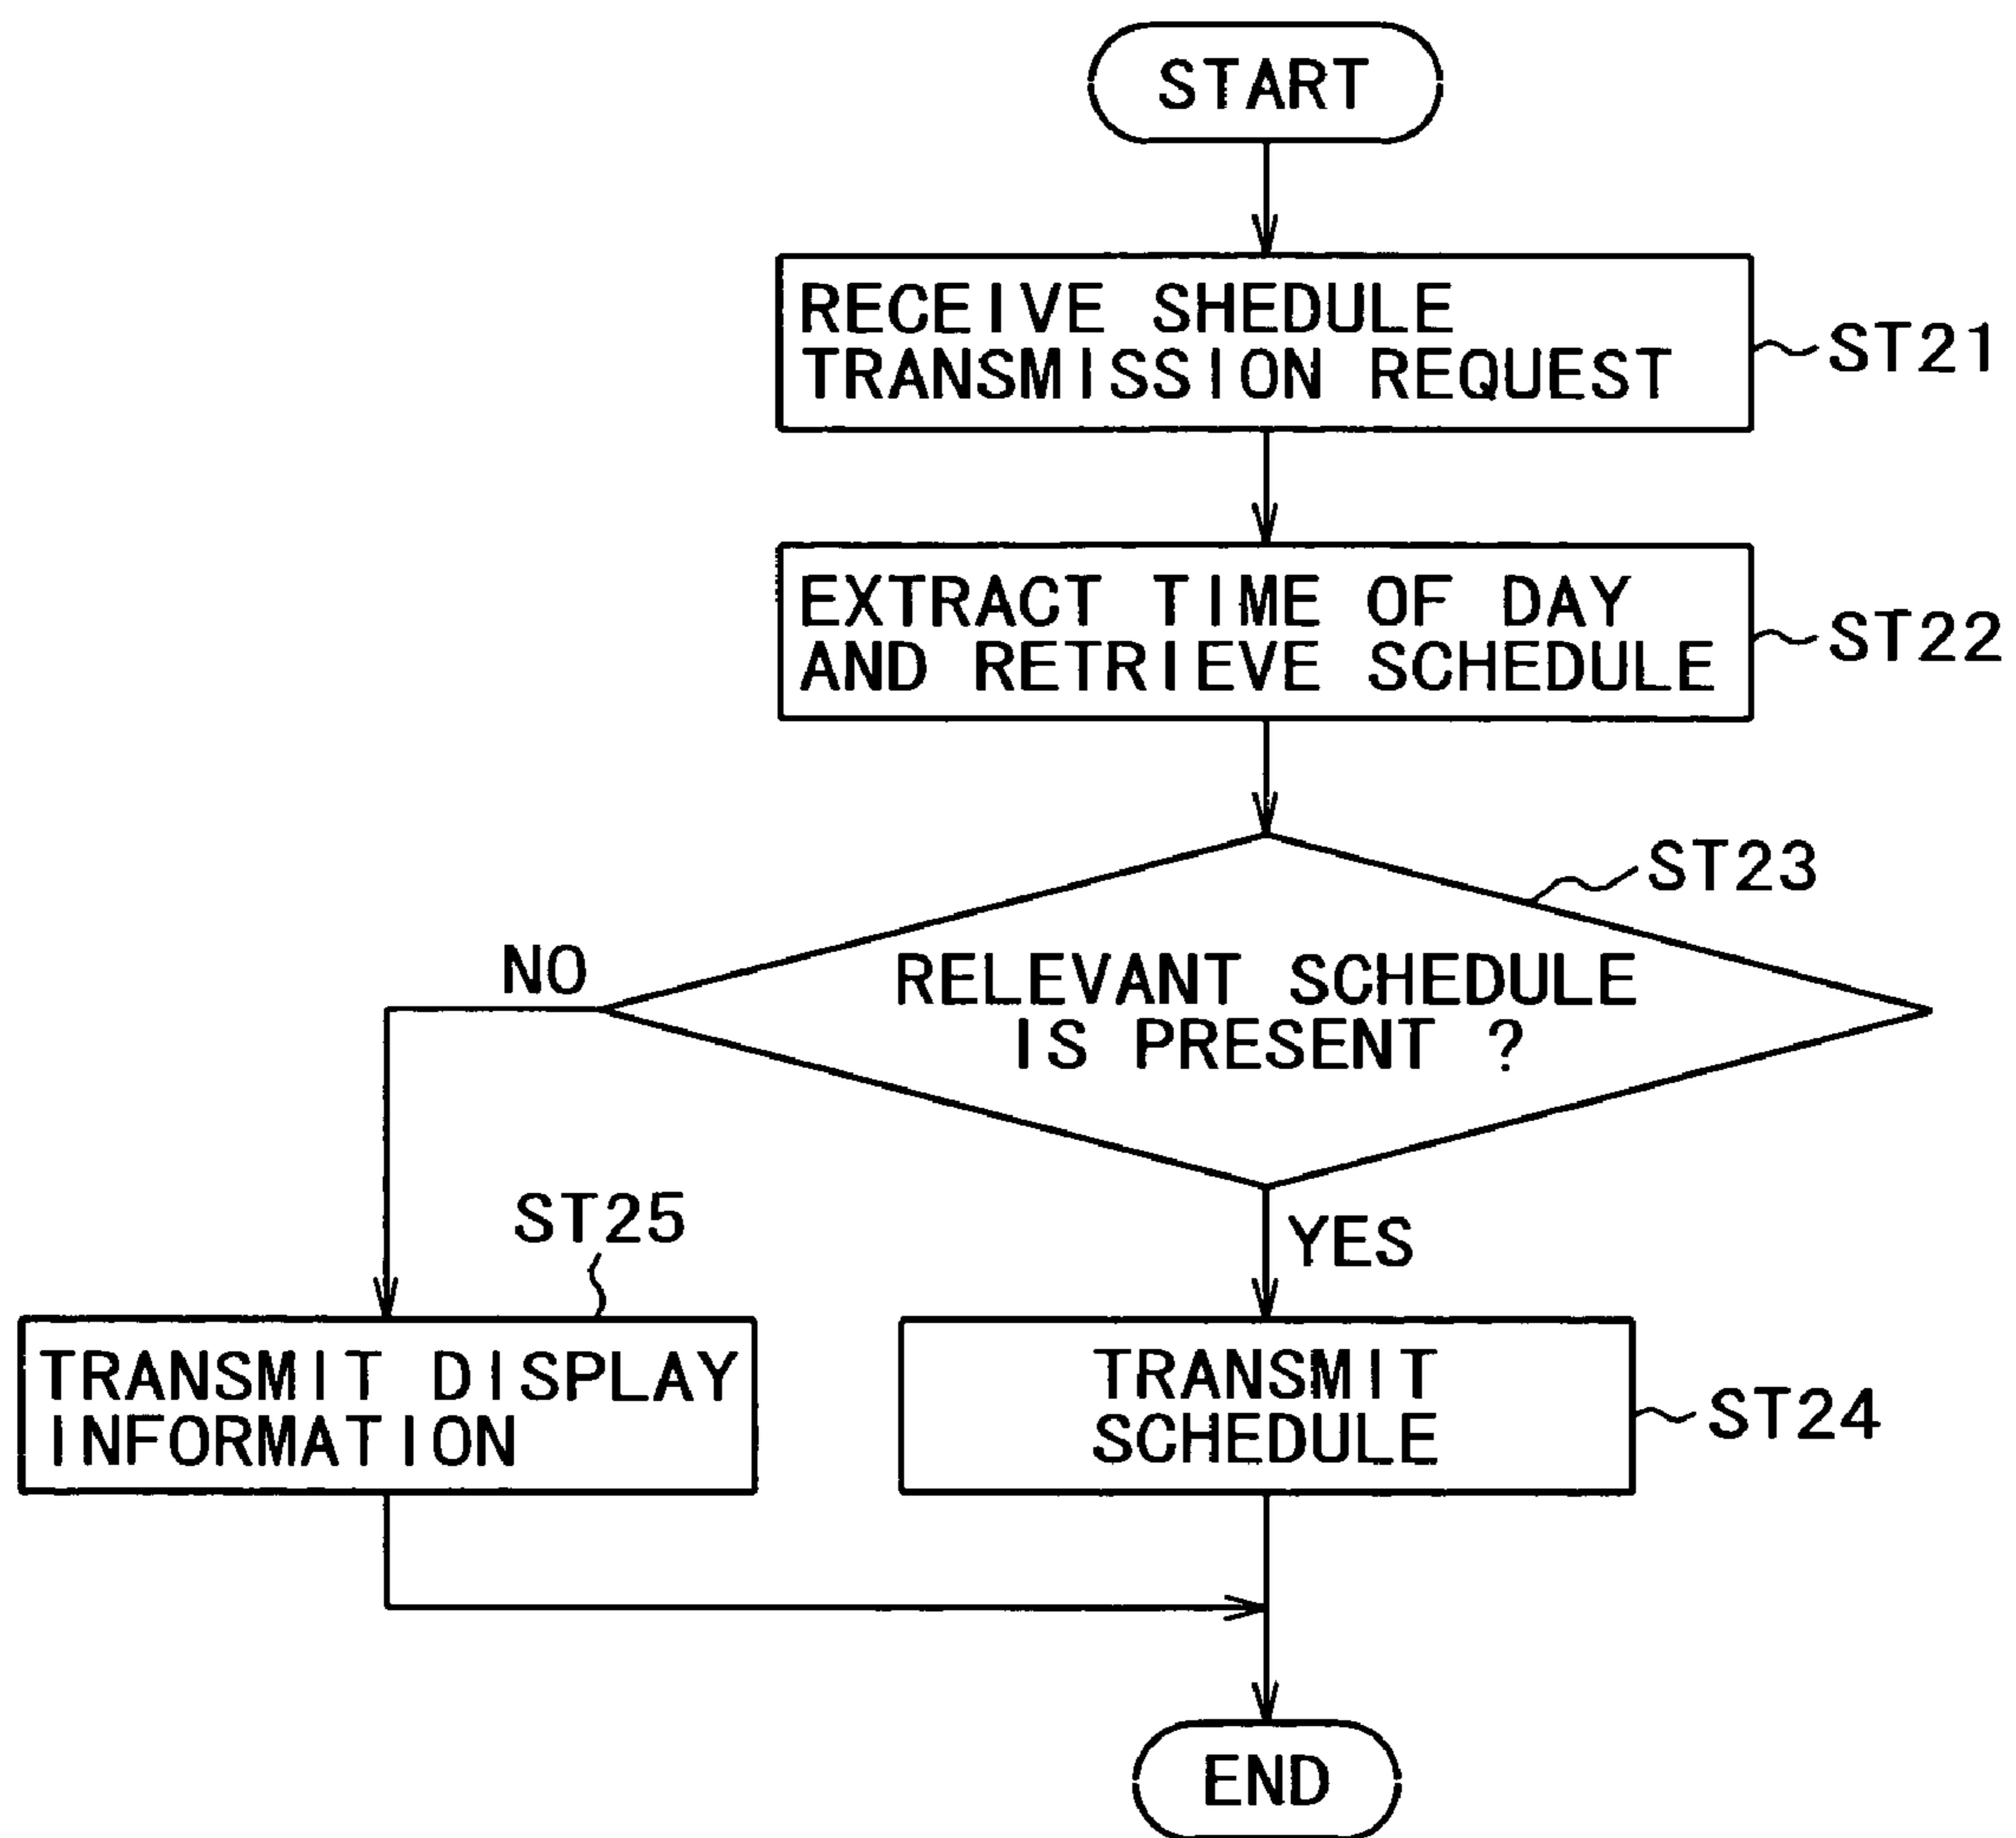 START
RECEIVE SHEDULE
TRANSMISSION REQUEST
ST21
EXTRACT TIME OF DAY
AND RETRIEVE SCHEDULE
ST22
ST23
RELEVANT SCHEDULE
IS PRESENT ?
NO
YES
ST25
TRANSMIT DISPLAY
INFORMATION
TRANSMIT
SCHEDULE
ST24
END